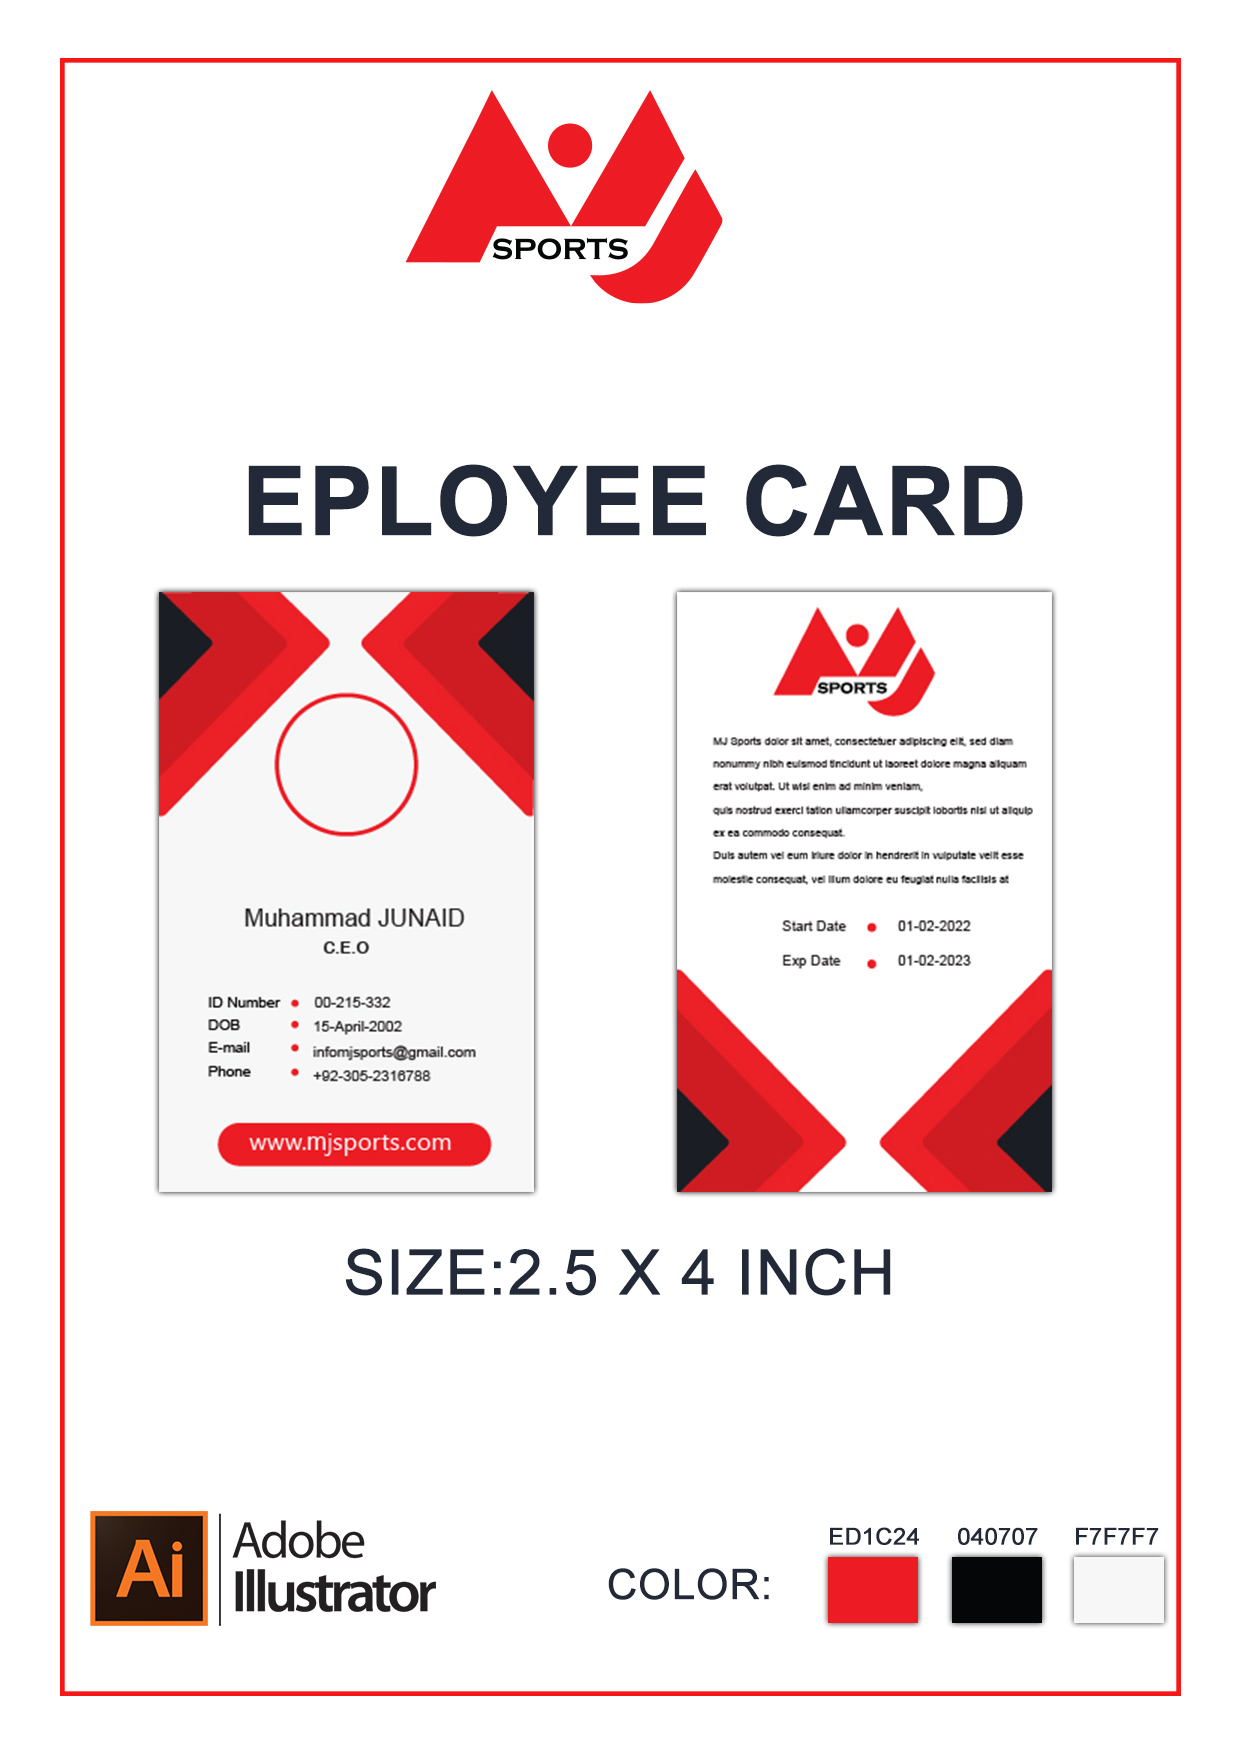 SPORTS
EPLOYEE CARD
Muhammad JUNAID
C.E.O
ID Number 00-215-332
DOB 15-April-2002
E-mail infomjsports@gmail.com
Phone +92-305-2316788
www.mjsports.com
SPORTS
MJ Sports dolor sit amet, consectetuer adipiscing elit, sed diam
nonummy nibh euismod tincidunt ut laoreet dolore magna aliquam
erat volutpat. Ut wisi enim ad minim veniam,
quis nostrud exerci tation ullamcorper suscipit lobortis nisl ut aliquip
ex ea commodo consequat.
Duis autem vel eum iriure dolor in hendrerit in vulputate velit esse
molestie consequat, vel illum dolore eu feugiat nulla facilisis at
Start Date 01-02-2022
Exp Date 01-02-2023
SIZE:2.5 X 4 INCH
Ai
Adobe
Illustrator
COLOR:
ED1C24 040707 F7F7F7